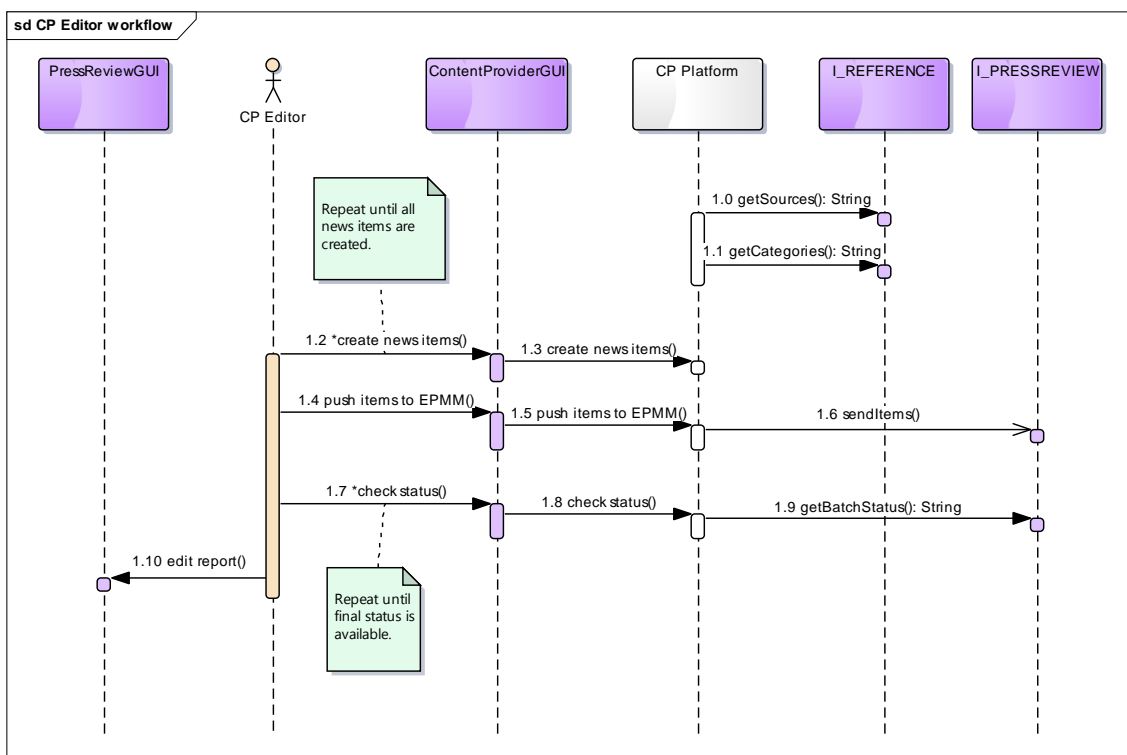 sd CP Editor workflow
PressReviewGUI
CP Editor
ContentProviderGUI
CP Platform
I_REFERENCE
I_PRESSREVIEW
Repeat until all
news items are
created.
1.0 getSources(): String
1.1 getCategories(): String
1.2 *create news items()
1.3 create news items()
1.4 push items to EPMM()
1.5 push items to EPMM()
1.6 sendItems()
1.7 *check status()
1.8 check status()
1.9 getBatchStatus(): String
1.10 edit report()
Repeat until
final status is
available.